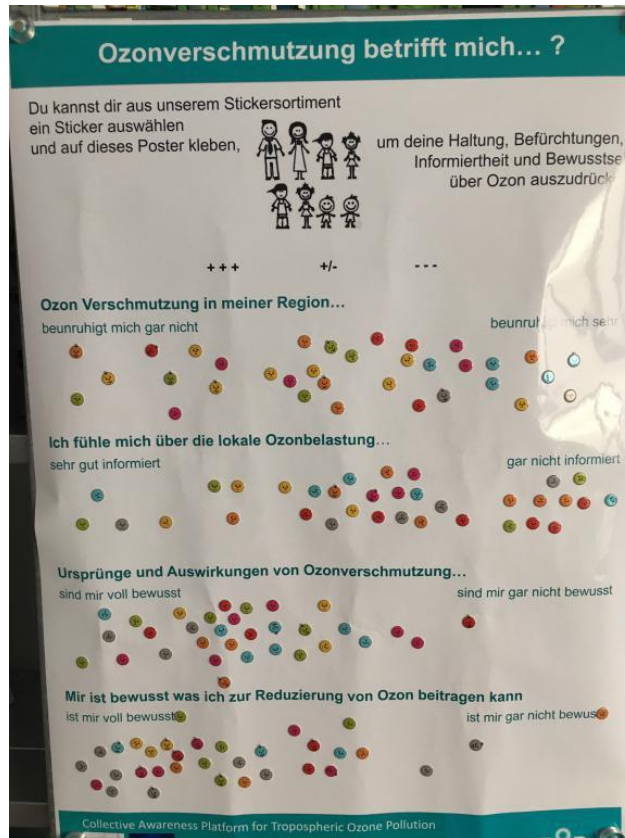 Ozonverschmutzung betrifft mich... ?
Du kannst dir aus unserem Stickersortiment
ein Sticker auswählen
und auf dieses Poster kleben,
um deine Haltung, Befürchtungen,
Informiertheit und Bewusstse
über Ozon auszudrück
+ + +
+/-
- - -
Ozon Verschmutzung in meiner Region...
beunruhigt mich gar nicht
beunruhigt mich sehr
Ich fühle mich über die lokale Ozonbelastung...
sehr gut informiert
gar nicht informiert
Ursprünge und Auswirkungen von Ozonverschmutzung...
sind mir voll bewusst
sind mir gar nicht bewusst
Mir ist bewusst was ich zur Reduzierung von Ozon beitragen kann
ist mir voll bewusst
ist mir gar nicht bewus
Collective Awareness Platform for Tropospheric Ozone Pollution